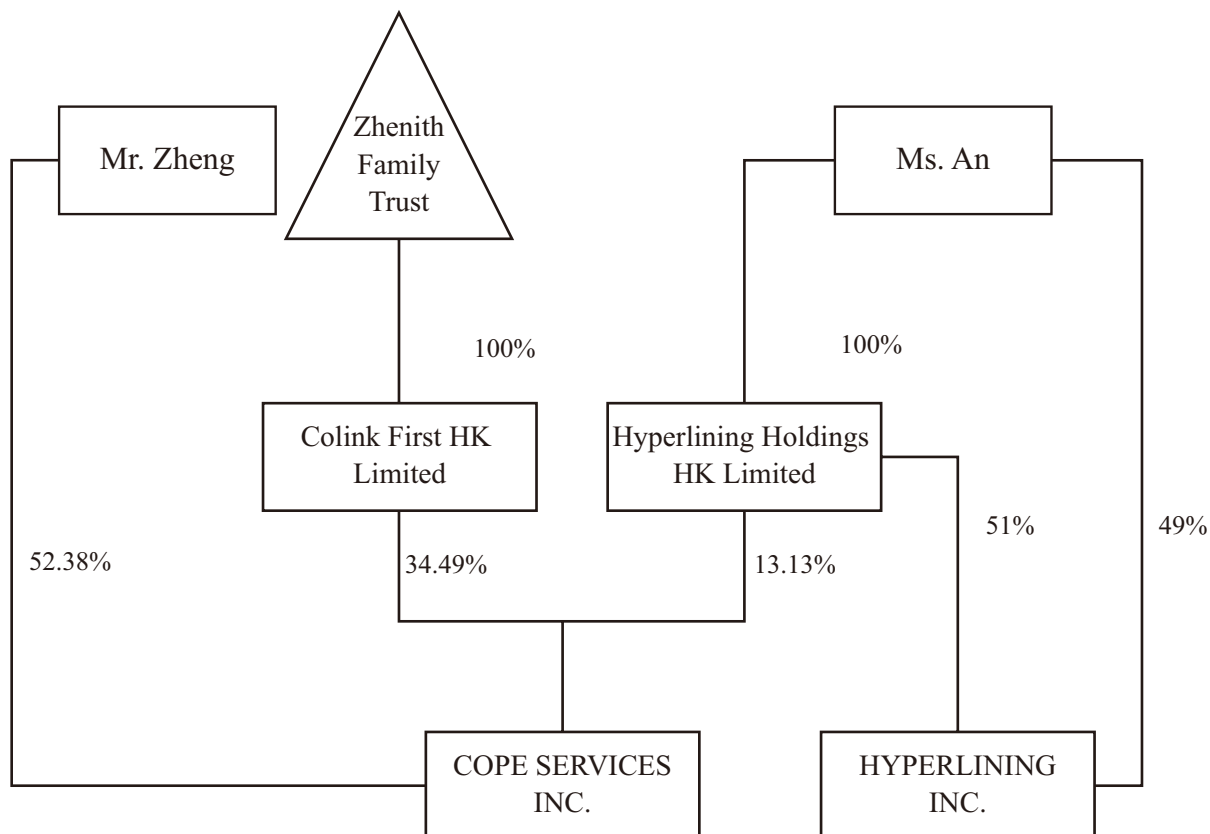 Zhenith
Family
Trust
Mr. Zheng
Ms. An
100%
100%
Colink First HK
Limited
Hyperlining Holdings
HK Limited
52.38%
34.49%
13.13%
51%
49%
COPE SERVICES
INC.
HYPERLINING
INC.